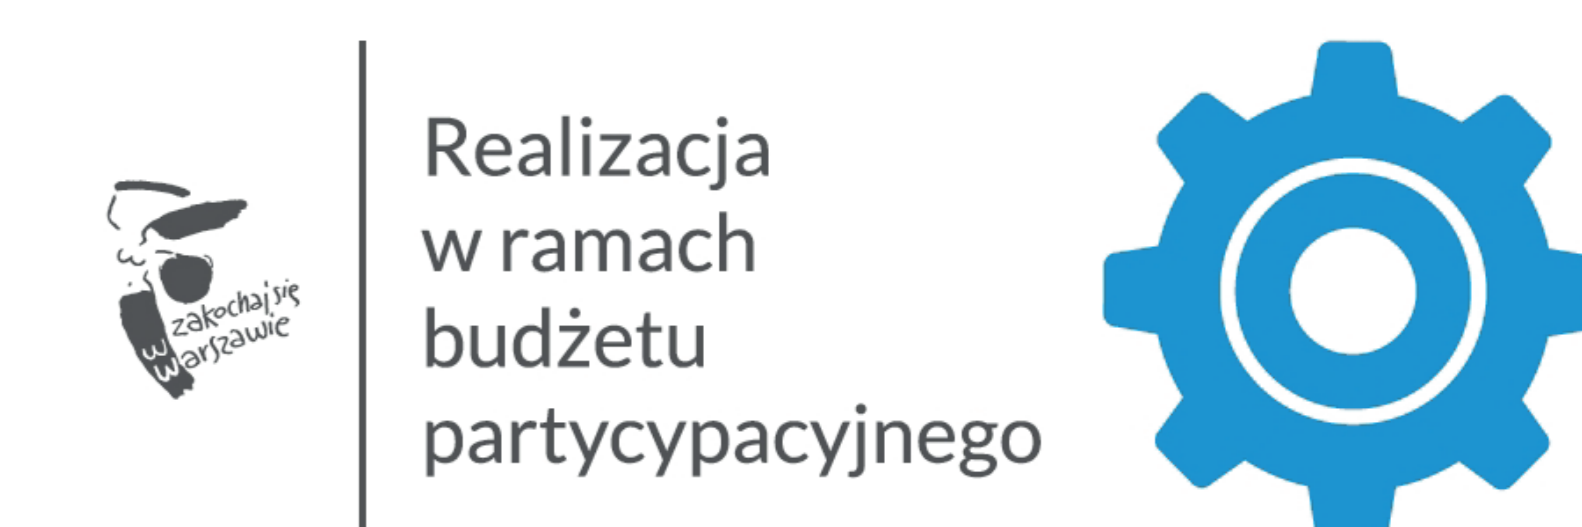 zakochaj się
w warszawie
Realizacja
w ramach
budżetu
partycypacyjnego